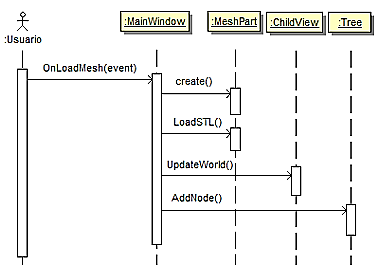 :MainWindow :MeshPart :ChildView :Tree
:Usuario
OnLoadMesh(event)
create()
LoadSTL()
UpdateWorld()
AddNode()